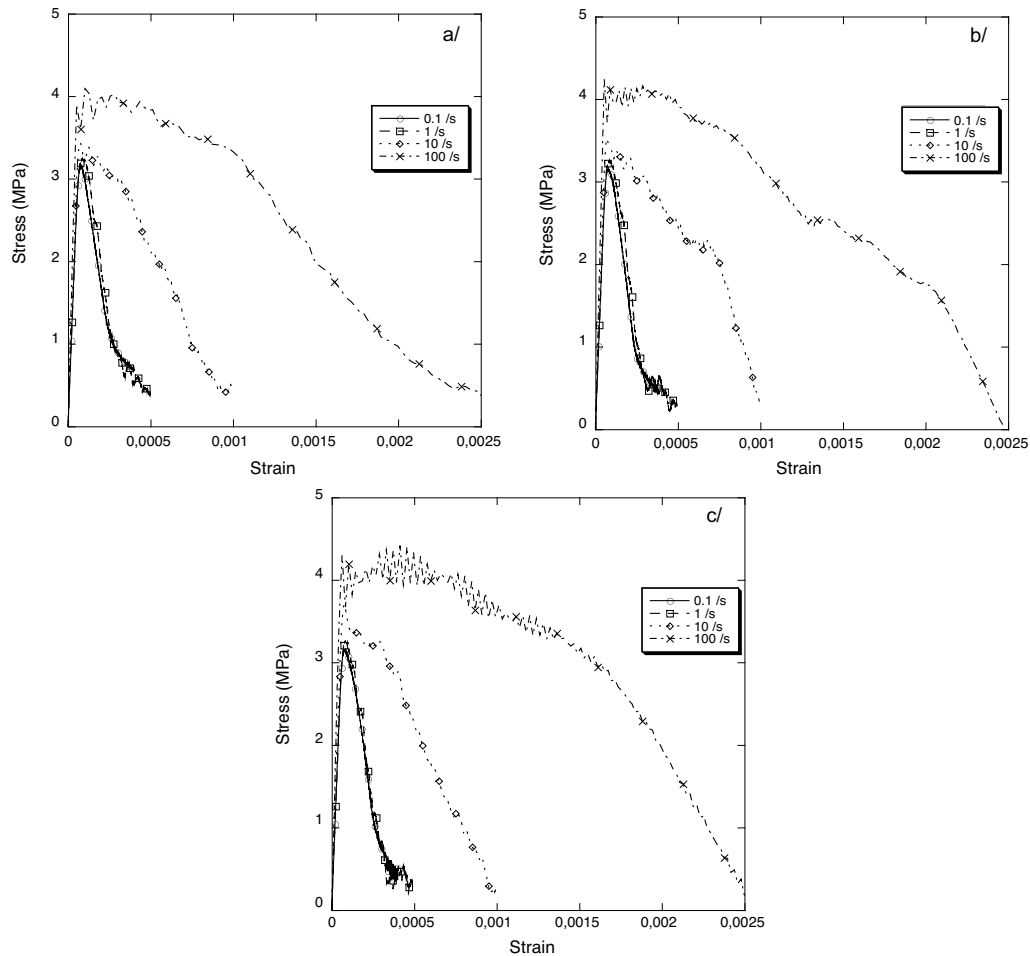 a/
5
4
3
2
1
0
Stress (MPa)
0.1 /s
1 /s
10 /s
100 /s
0 0,0005 0,001 0,0015 0,002 0,0025
Strain
b/
5
4
3
2
1
0
Stress (MPa)
0.1 /s
1 /s
10 /s
100 /s
0 0,0005 0,001 0,0015 0,002 0,0025
Strain
c/
5
4
3
2
1
0
Stress (MPa)
0.1 /s
1 /s
10 /s
100 /s
0 0,0005 0,001 0,0015 0,002 0,0025
Strain